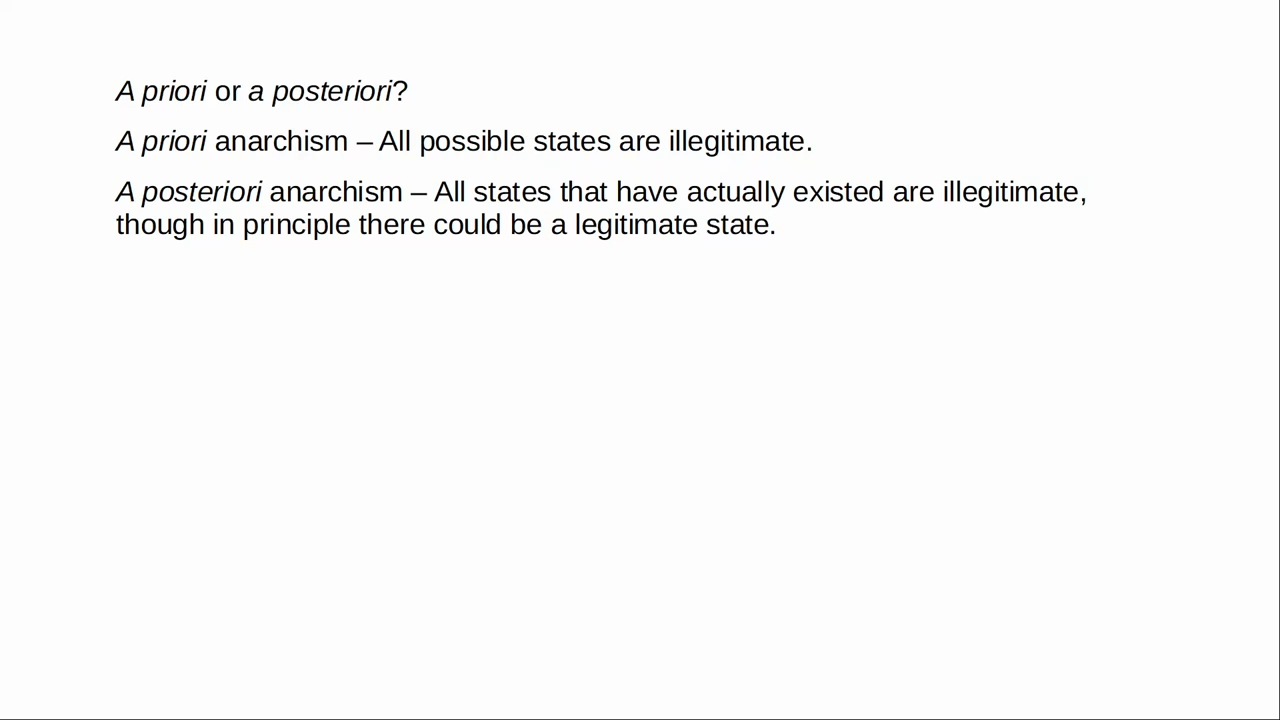 A priori or a posteriori?
A priori anarchism – All possible states are illegitimate.
A posteriori anarchism – All states that have actually existed are illegitimate,
though in principle there could be a legitimate state.